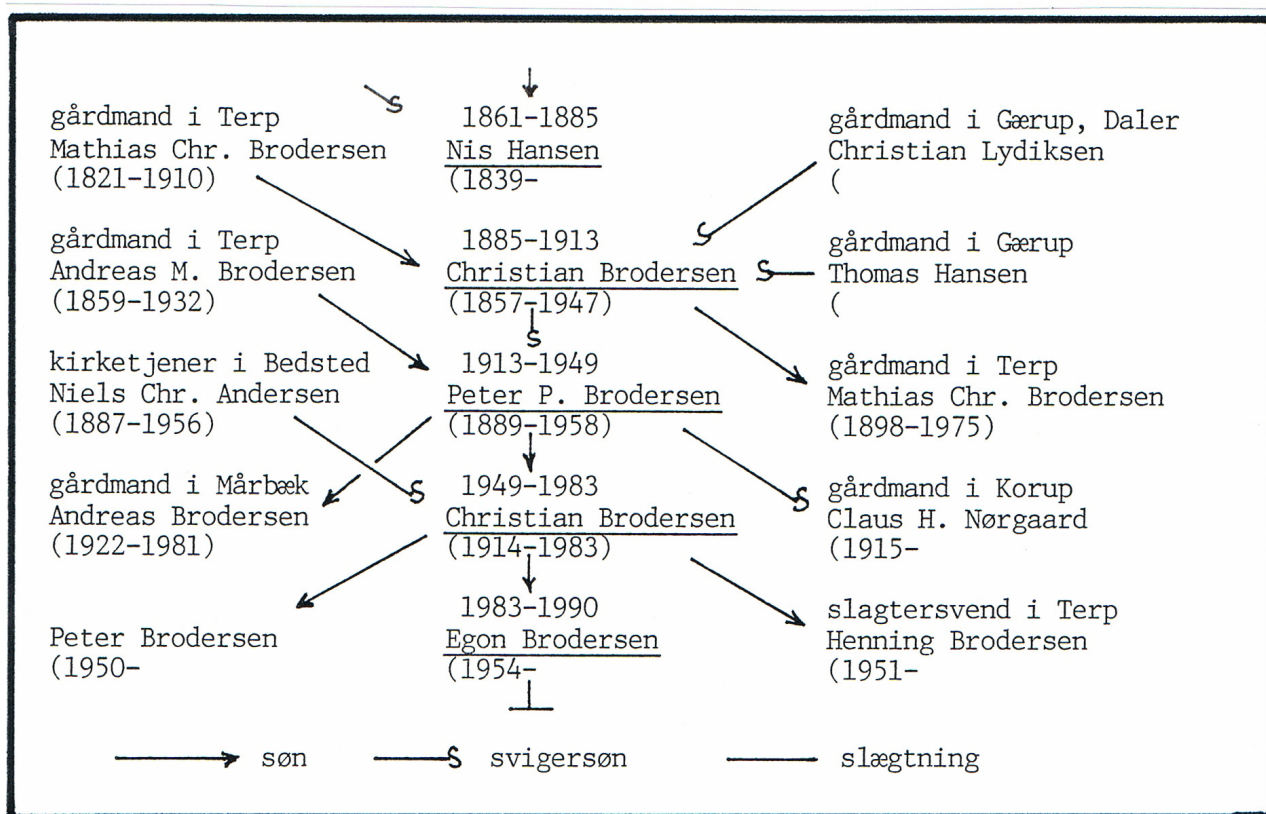 gårdmand i Terp
Mathias Chr. Brodersen
(1821-1910)
1861-1885
Nis Hansen
(1839-
gårdmand i Gærup, Daler
Christian Lydiksen
(
gårdmand i Terp
Andreas M. Brodersen
(1859-1932)
1885-1913
Christian Brodersen
(1857-1947)
gårdmand i Gærup
Thomas Hansen
(
kirketjener i Bedsted
Niels Chr. Andersen
(1887-1956)
1913-1949
Peter P. Brodersen
(1889-1958)
gårdmand i Terp
Mathias Chr. Brodersen
(1898-1975)
gårdmand i Mårbæk
Andreas Brodersen
(1922-1981)
1949-1983
Christian Brodersen
(1914-1983)
gårdmand i Korup
Claus H. Nørgaard
(1915-
Peter Brodersen
(1950-
1983-1990
Egon Brodersen
(1954-
slagtersvend i Terp
Henning Brodersen
(1951-
søn
svigersøn
slægtning